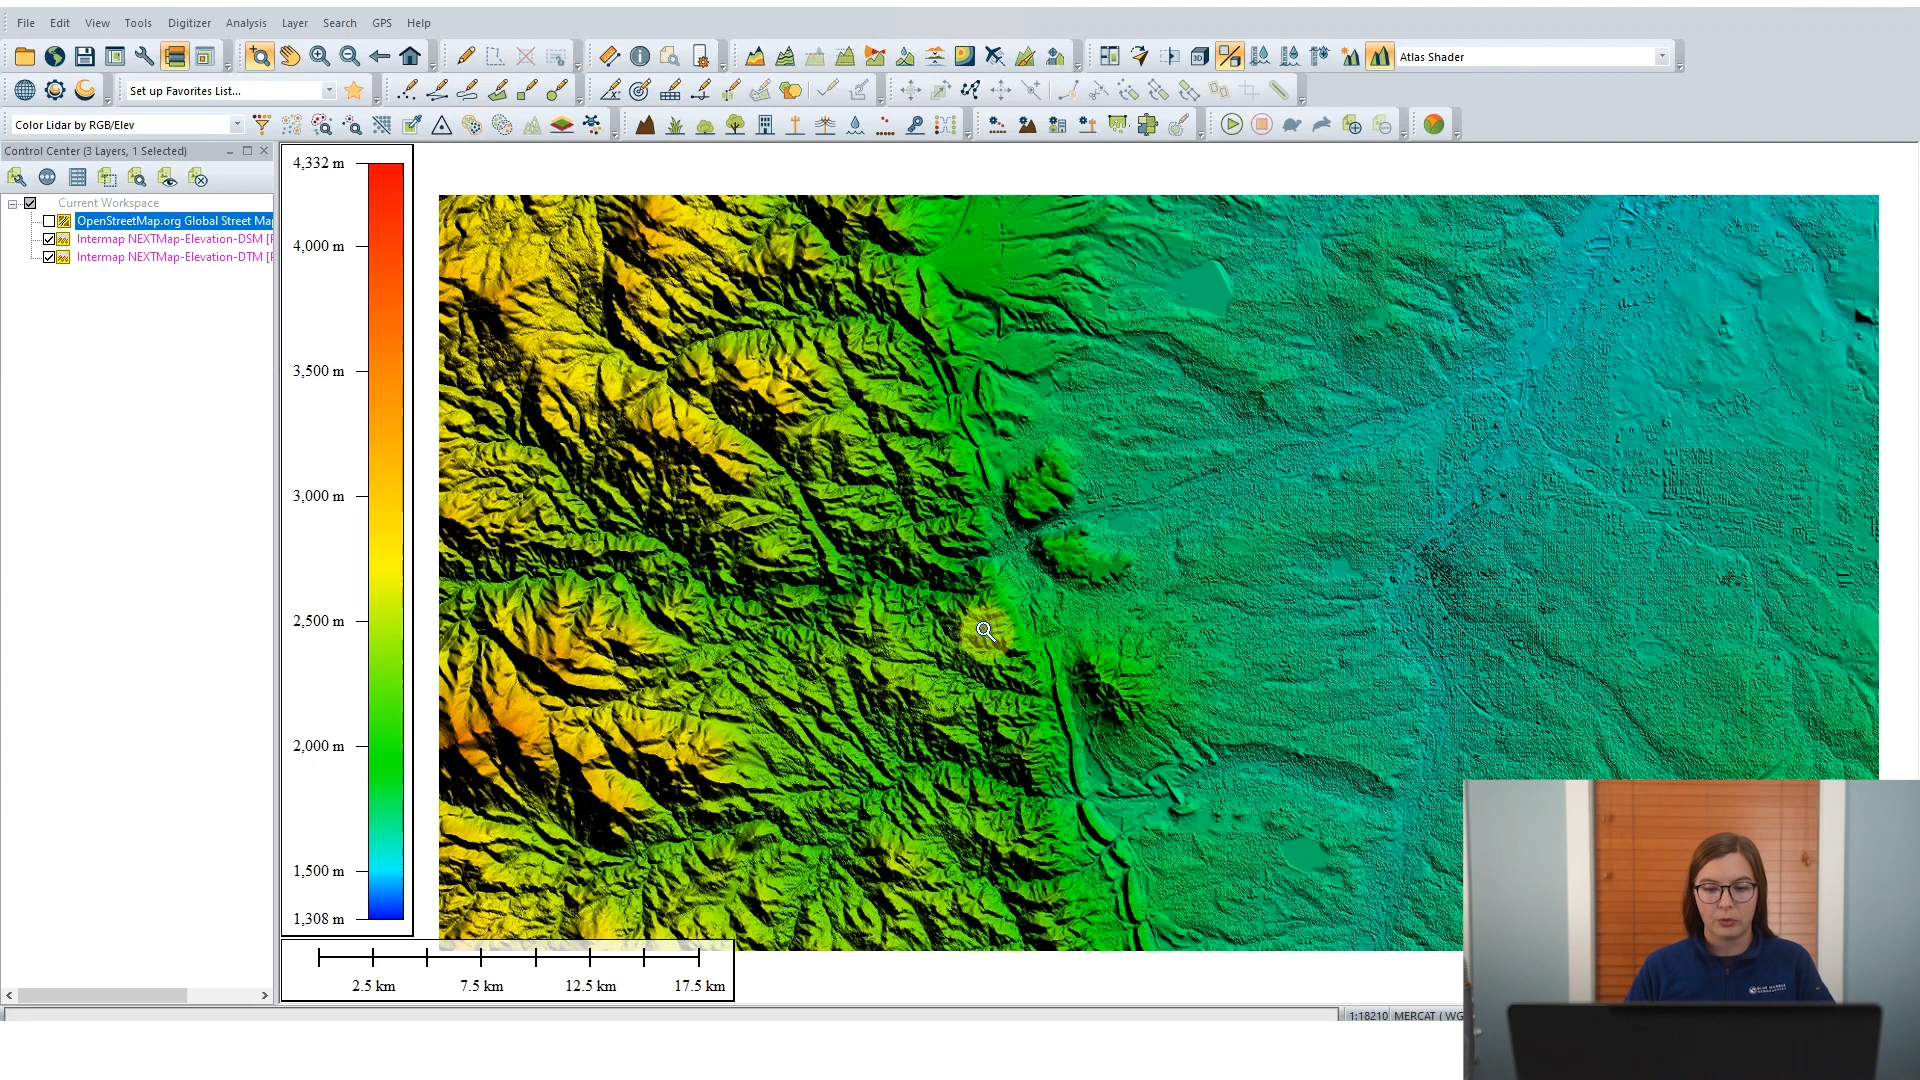 File Edit View Tools Digitizer Analysis Layer Search GPS Help
Atlas Shader
Set up Favorites List...
Color Lidar by RGB/Elev
Control Center (3 Layers, 1 Selected)
Current Workspace
OpenStreetMap.org Global Street Ma
Intermap NEXTMap-Elevation-DSM [
Intermap NEXTMap-Elevation-DTM [
4,332 m
4,000 m
3,500 m
3,000 m
2,500 m
2,000 m
1,500 m
1,308 m
2.5 km 7.5 km 12.5 km 17.5 km
1:18210 MERCAT ( WG
BLUE MARBLE